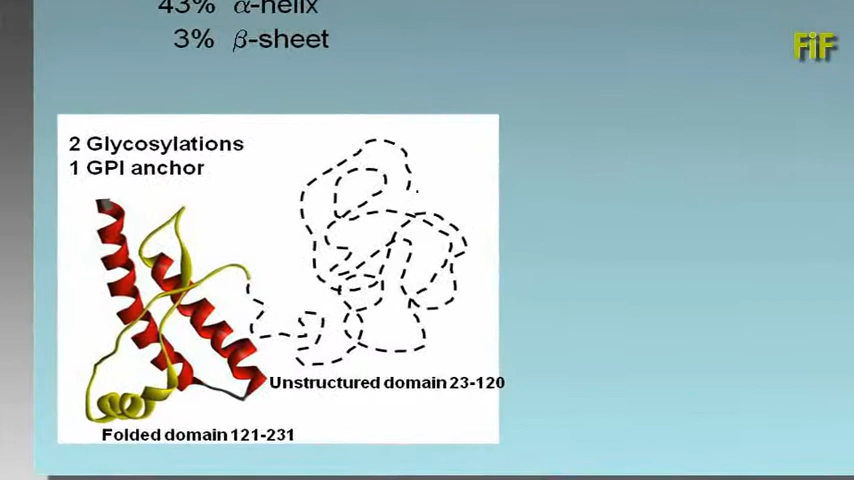 43% α-helix
3% β-sheet
FiF
2 Glycosylations
1 GPI anchor
Unstructured domain 23-120
Folded domain 121-231